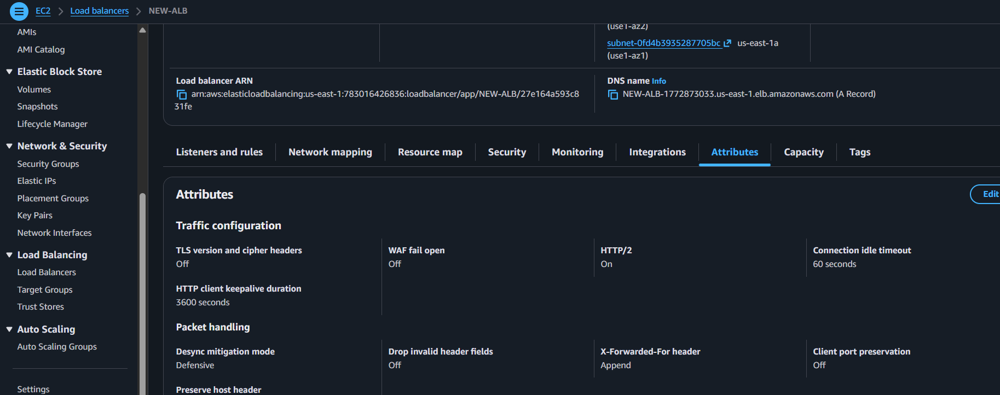 EC2 > Load balancers > NEW-ALB
AMIs
AMI Catalog
Elastic Block Store
Volumes
Snapshots
Lifecycle Manager
Network & Security
Security Groups
Elastic IPs
Placement Groups
Key Pairs
Network Interfaces
Load Balancing
Load Balancers
Target Groups
Trust Stores
Auto Scaling
Auto Scaling Groups
Settings
(use1-az2)
subnet-0fd4b3935287705bc us-east-1a
(use1-az1)
Load balancer ARN
arn:aws:elasticloadbalancing:us-east-1:783016426836:loadbalancer/app/NEW-ALB/27e164a593c8
31fe
DNS name Info
NEW-ALB-1772873033.us-east-1.elb.amazonaws.com (A Record)
Listeners and rules Network mapping Resource map Security Monitoring Integrations Attributes Capacity Tags
Attributes
Edit
Traffic configuration
TLS version and cipher headers
Off
WAF fail open
Off
HTTP/2
On
Connection idle timeout
60 seconds
HTTP client keepalive duration
3600 seconds
Packet handling
Desync mitigation mode
Defensive
Drop invalid header fields
Off
X-Forwarded-For header
Append
Client port preservation
Off
Preserve host header